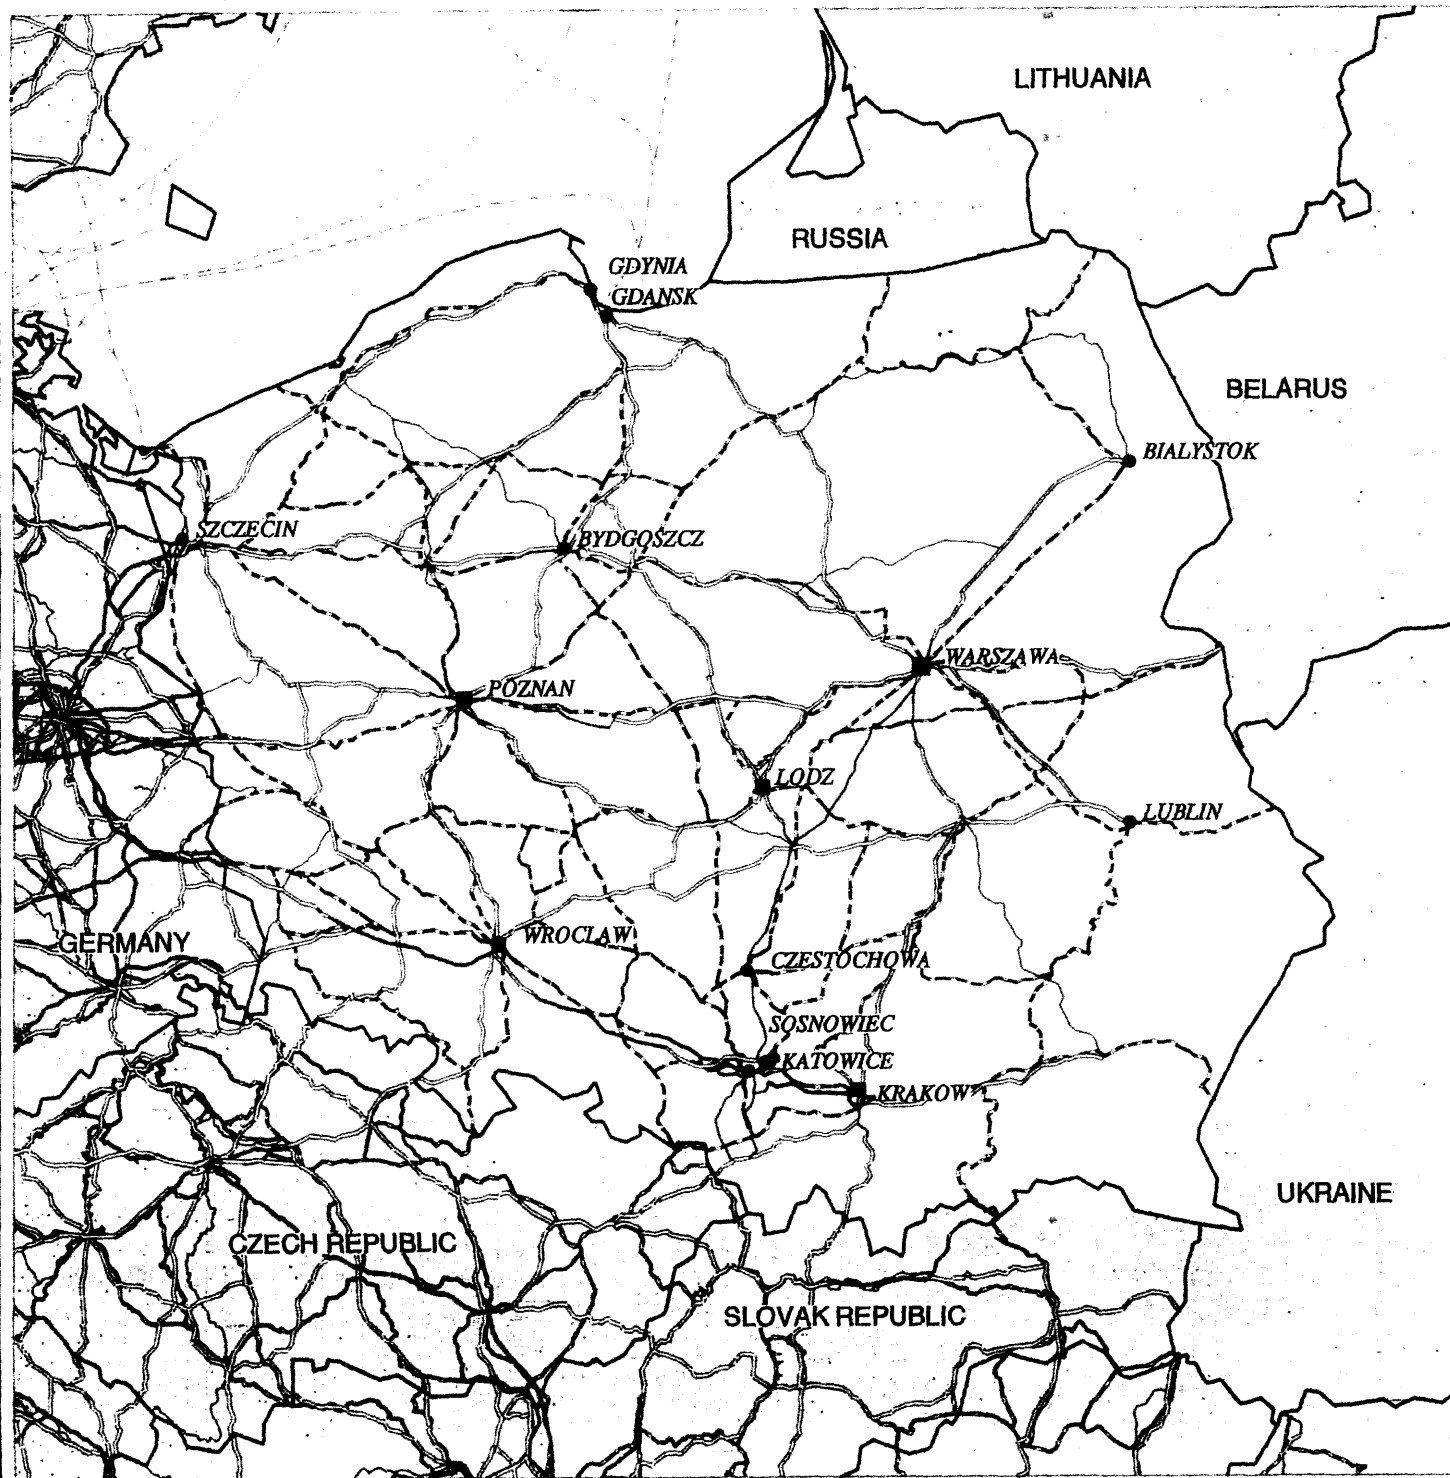 LITHUANIA
RUSSIA
GDYNIA
GDANSK
BELARUS
BIALYSTOK
SZCZECIN
BYDGOSZCZ
WARSZAWA
POZNAN
LODZ
LUBLIN
WROCLAW
GERMANY
CZESTOCHOWA
SOSNOWIEC
KATOWICE
KRAKOW
UKRAINE
CZECH REPUBLIC
SLOVAK REPUBLIC